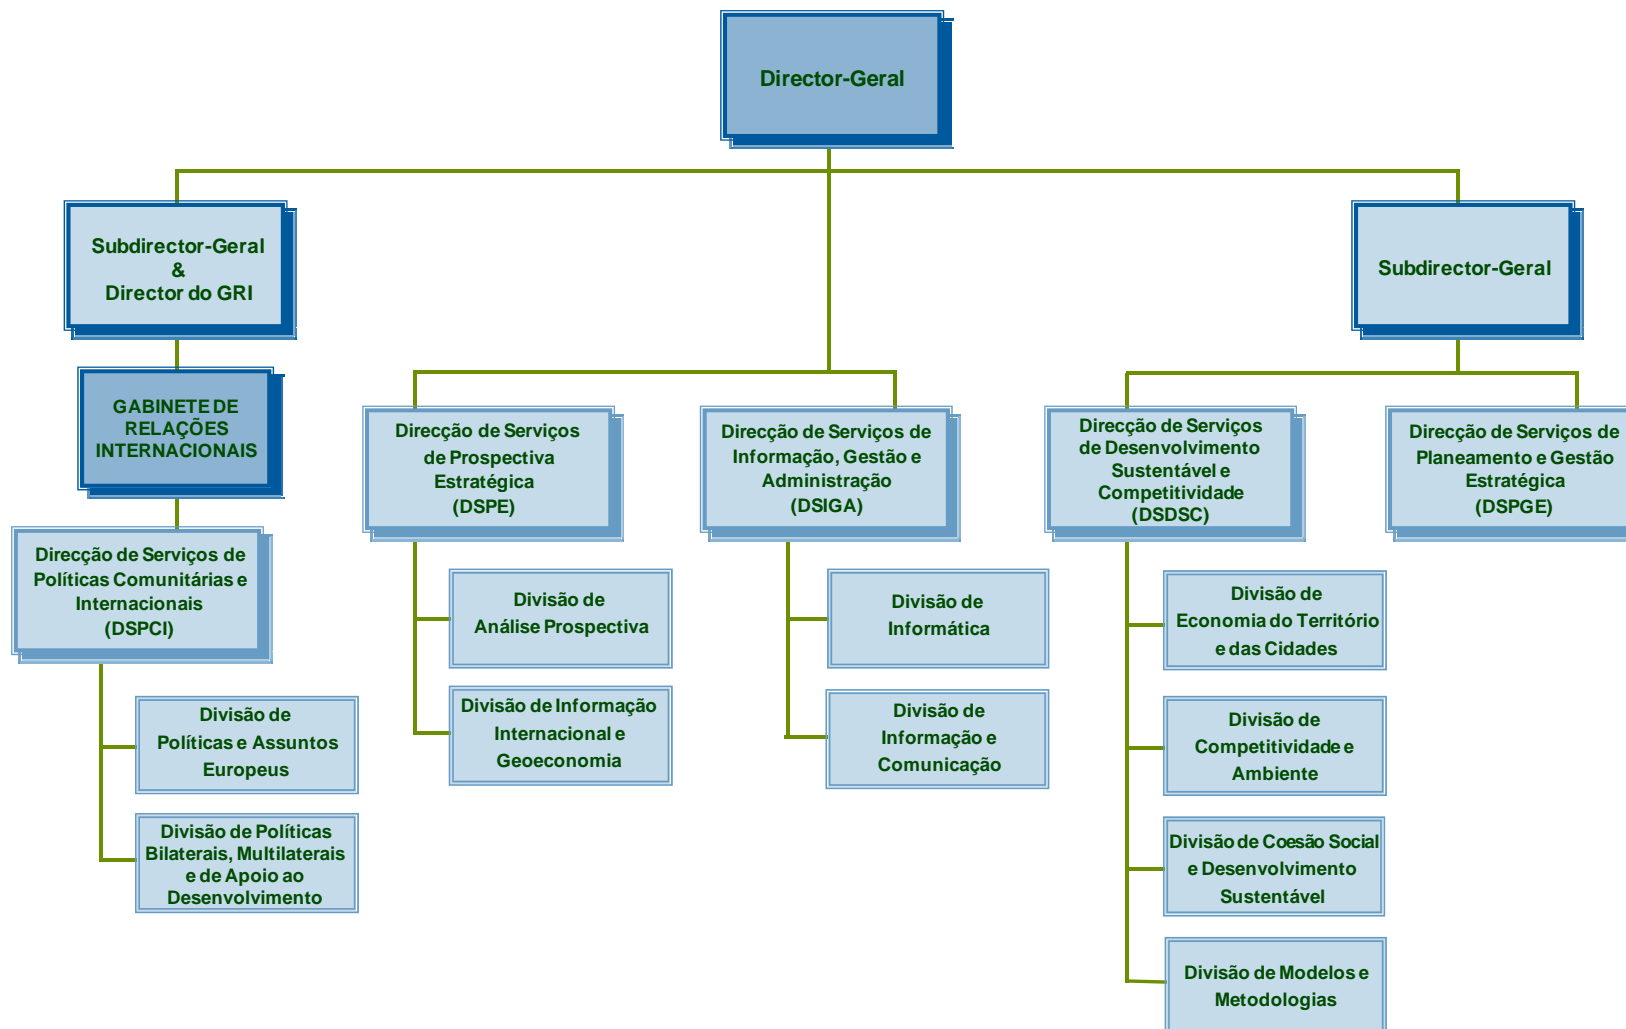 Director-Geral
Subdirector-Geral
&
Director do GRI
Subdirector-Geral
GABINETE DE
RELAÇÕES
INTERNACIONAIS
Direcção de Serviços
de Prospectiva
Estratégica
(DSPE)
Direcção de Serviços de
Informação, Gestão e
Administração
(DSIGA)
Direcção de Serviços
de Desenvolvimento
Sustentável e
Competitividade
(DSDSC)
Direcção de Serviços de
Planeamento e Gestão
Estratégica
(DSPGE)
Direcção de Serviços de
Políticas Comunitárias e
Internacionais
(DSPCI)
Divisão de
Análise Prospectiva
Divisão de
Informática
Divisão de
Economia do Território
e das Cidades
Divisão de
Políticas e Assuntos
Europeus
Divisão de Informação
Internacional e
Geoeconomia
Divisão de
Informação e
Comunicação
Divisão de
Competitividade e
Ambiente
Divisão de Políticas
Bilaterais, Multilaterais
e de Apoio ao
Desenvolvimento
Divisão de Coesão Social
e Desenvolvimento
Sustentável
Divisão de Modelos e
Metodologias